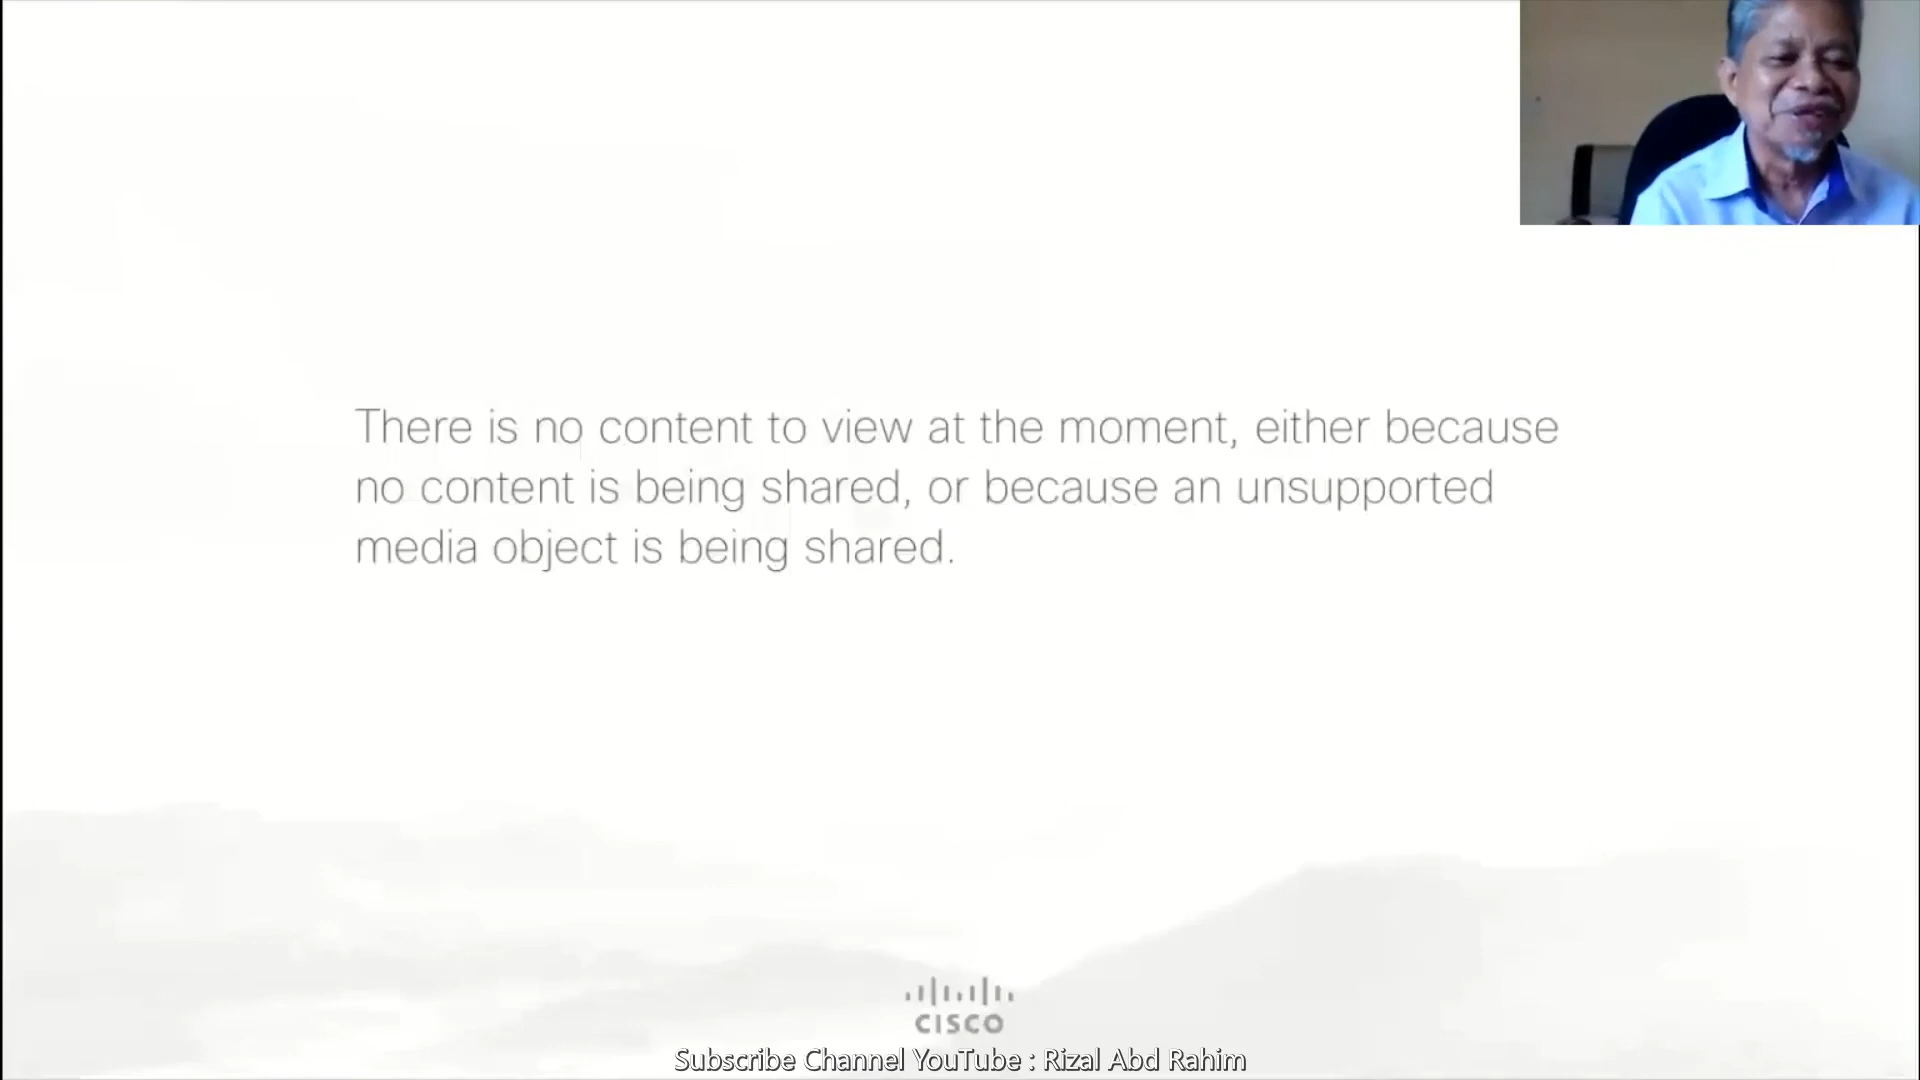 There is no content to view at the moment, either because
no content is being shared, or because an unsupported
media object is being shared.
CISCO
Subscribe Channel YouTube : Rizal Abd Rahim